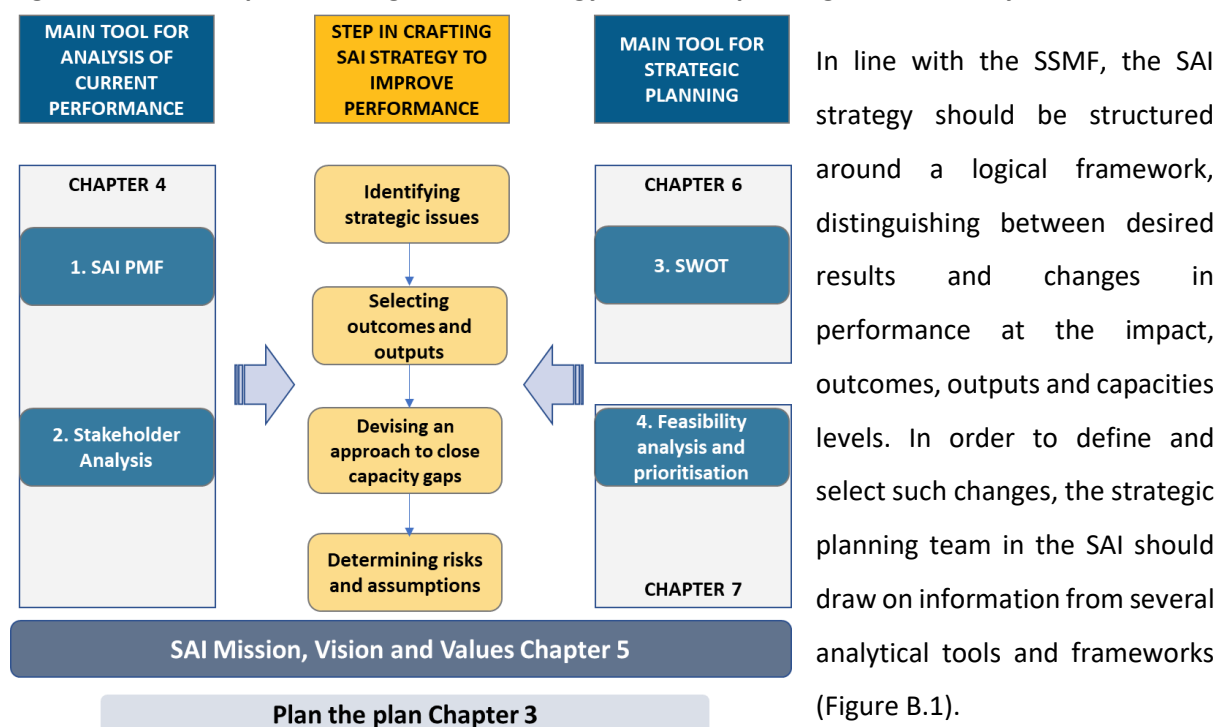 MAIN TOOL FOR
ANALYSIS OF
CURRENT
PERFORMANCE
STEP IN CRAFTING
SAI STRATEGY TO
IMPROVE
PERFORMANCE
MAIN TOOL FOR
STRATEGIC
PLANNING
CHAPTER 4
1. SAI PMF
2. Stakeholder
Analysis
Identifying
strategic issues
Selecting
outcomes and
outputs
Devising an
approach to close
capacity gaps
Determining risks
and assumptions
CHAPTER 6
3. SWOT
4. Feasibility
analysis and
prioritisation
CHAPTER 7
SAI Mission, Vision and Values Chapter 5
Plan the plan Chapter 3
In line with the SSMF, the SAI
strategy should be structured
around a logical framework,
distinguishing between desired
results and changes in
performance at the impact,
outcomes, outputs and capacities
levels. In order to define and
select such changes, the strategic
planning team in the SAI should
draw on information from several
analytical tools and frameworks
(Figure B.1).